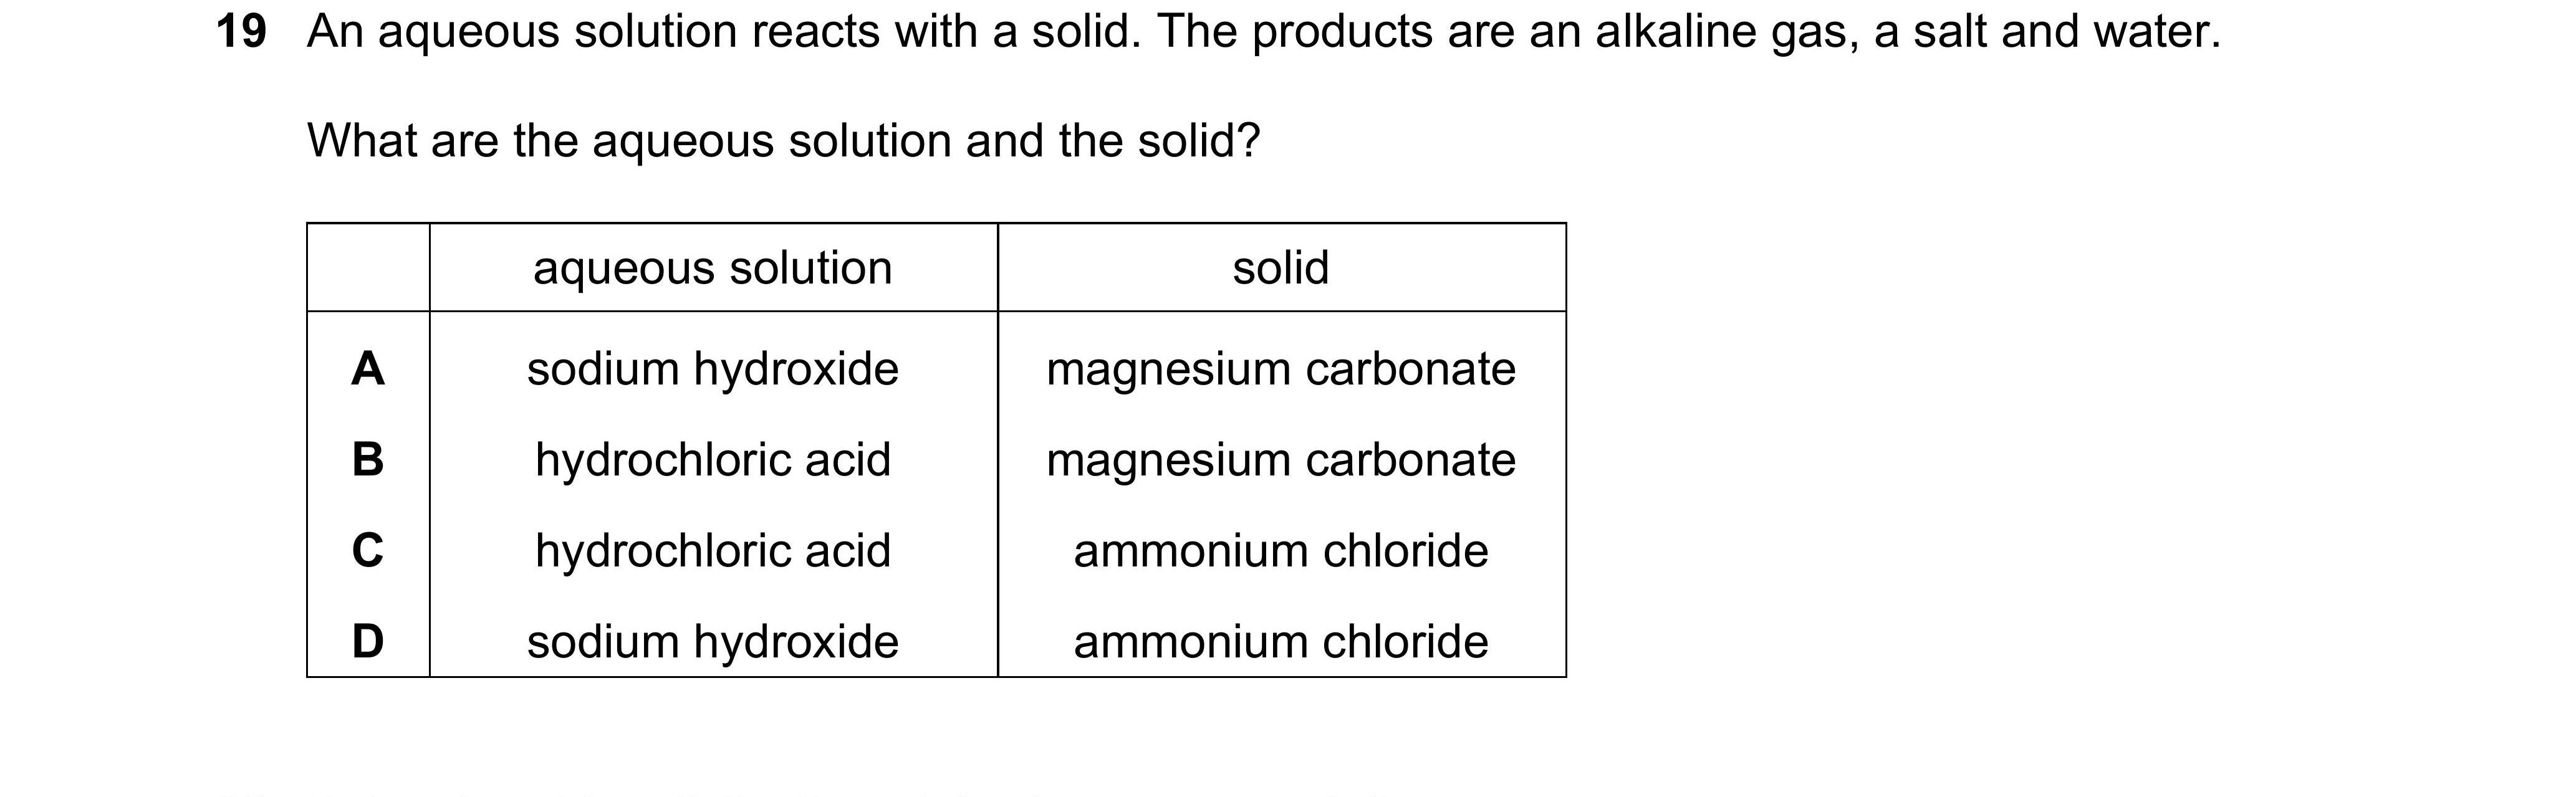 19 An aqueous solution reacts with a solid. The products are an alkaline gas, a salt and water.
What are the aqueous solution and the solid?
aqueous solution solid
A sodium hydroxide magnesium carbonate
B hydrochloric acid magnesium carbonate
C hydrochloric acid ammonium chloride
D sodium hydroxide ammonium chloride